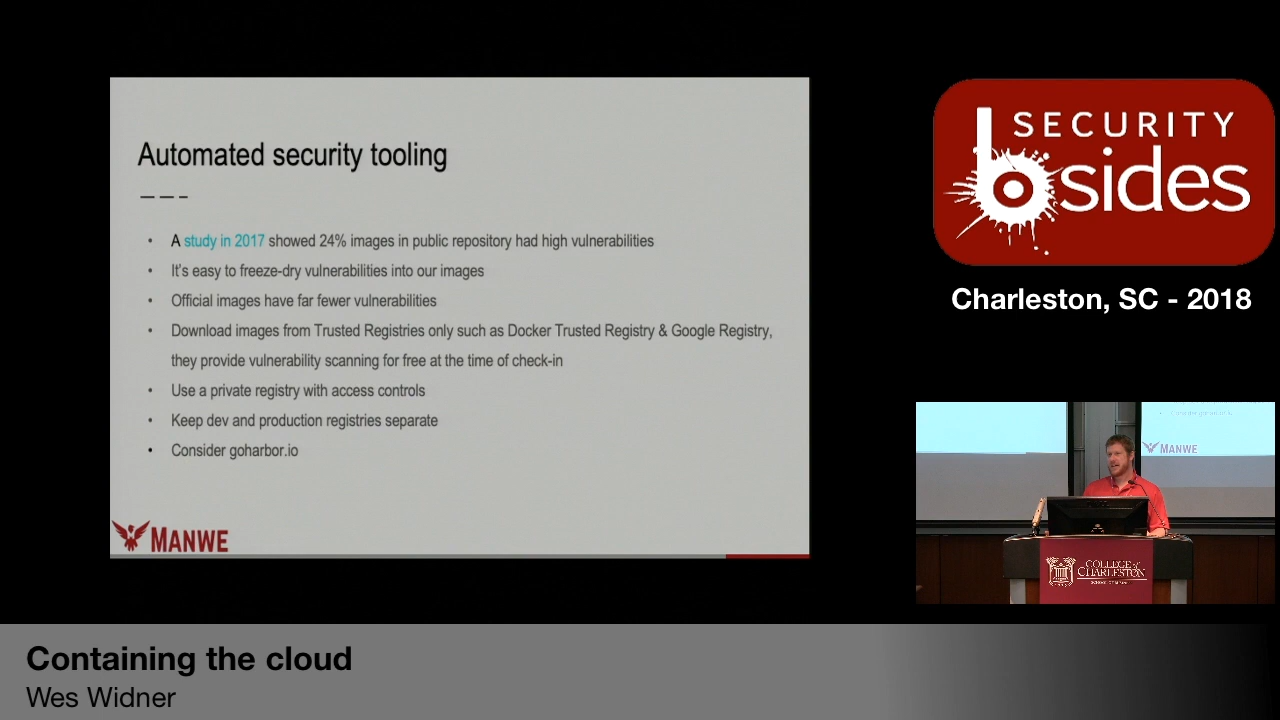 Automated security tooling
• A study in 2017 showed 24% images in public repository had high vulnerabilities
• It's easy to freeze-dry vulnerabilities into our images
• Official images have far fewer vulnerabilities
• Download images from Trusted Registries only such as Docker Trusted Registry & Google Registry,
they provide vulnerability scanning for free at the time of check-in
• Use a private registry with access controls
• Keep dev and production registries separate
• Consider goharbor.io
MANWE
SECURITY
bsides
Charleston, SC - 2018
MANWE
COLLEGE of
CHARLESTON
Containing the cloud
Wes Widner